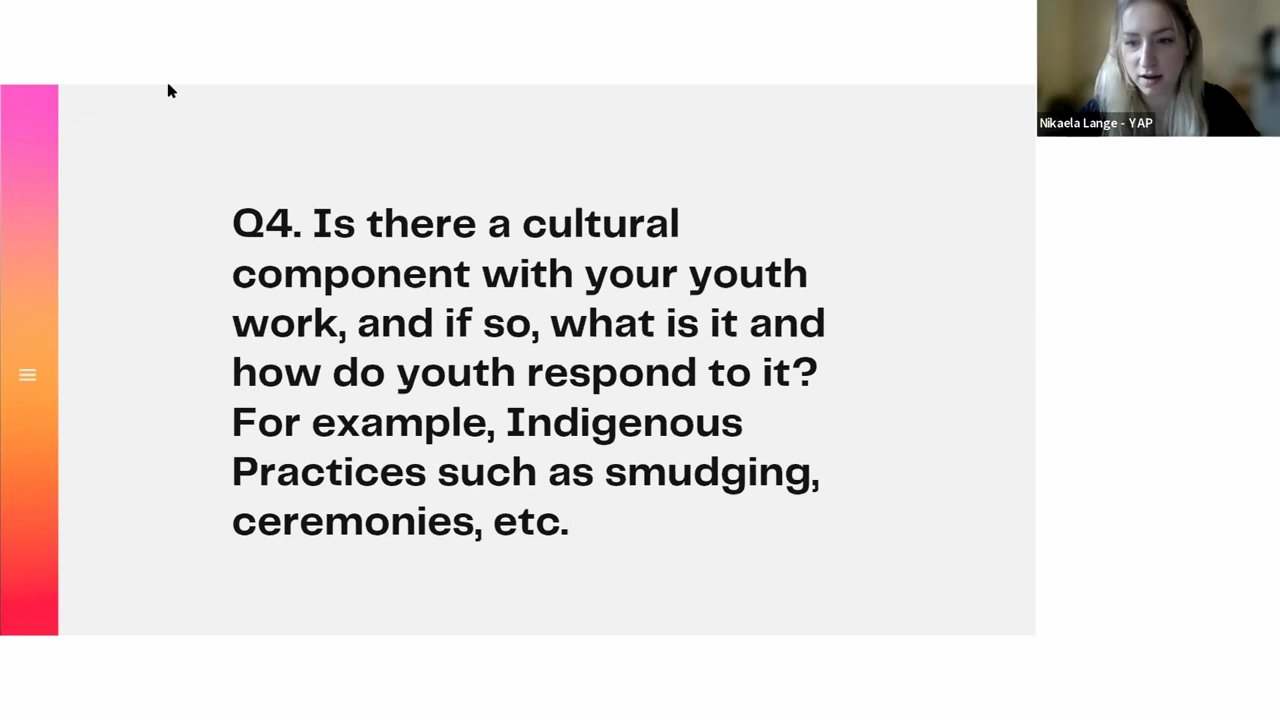 Nikaela Lange - YAP
Q4. Is there a cultural
component with your youth
work, and if so, what is it and
how do youth respond to it?
For example, Indigenous
Practices such as smudging,
ceremonies, etc.